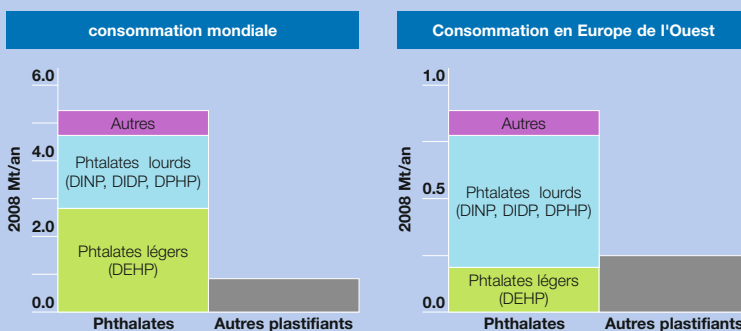 consommation mondiale
6.0
4.0
2.0
0.0
2008 Mt/an
Autres
Phtalates lourds
(DINP, DIDP, DPHP)
Phtalates légers
(DEHP)
Phthalates
Autres plastifiants
Consommation en Europe de l'Ouest
1.0
0.5
0.0
2008 Mt/an
Autres
Phtalates lourds
(DINP, DIDP, DPHP)
Phtalates légers
(DEHP)
Phthalates
Autres plastifiants